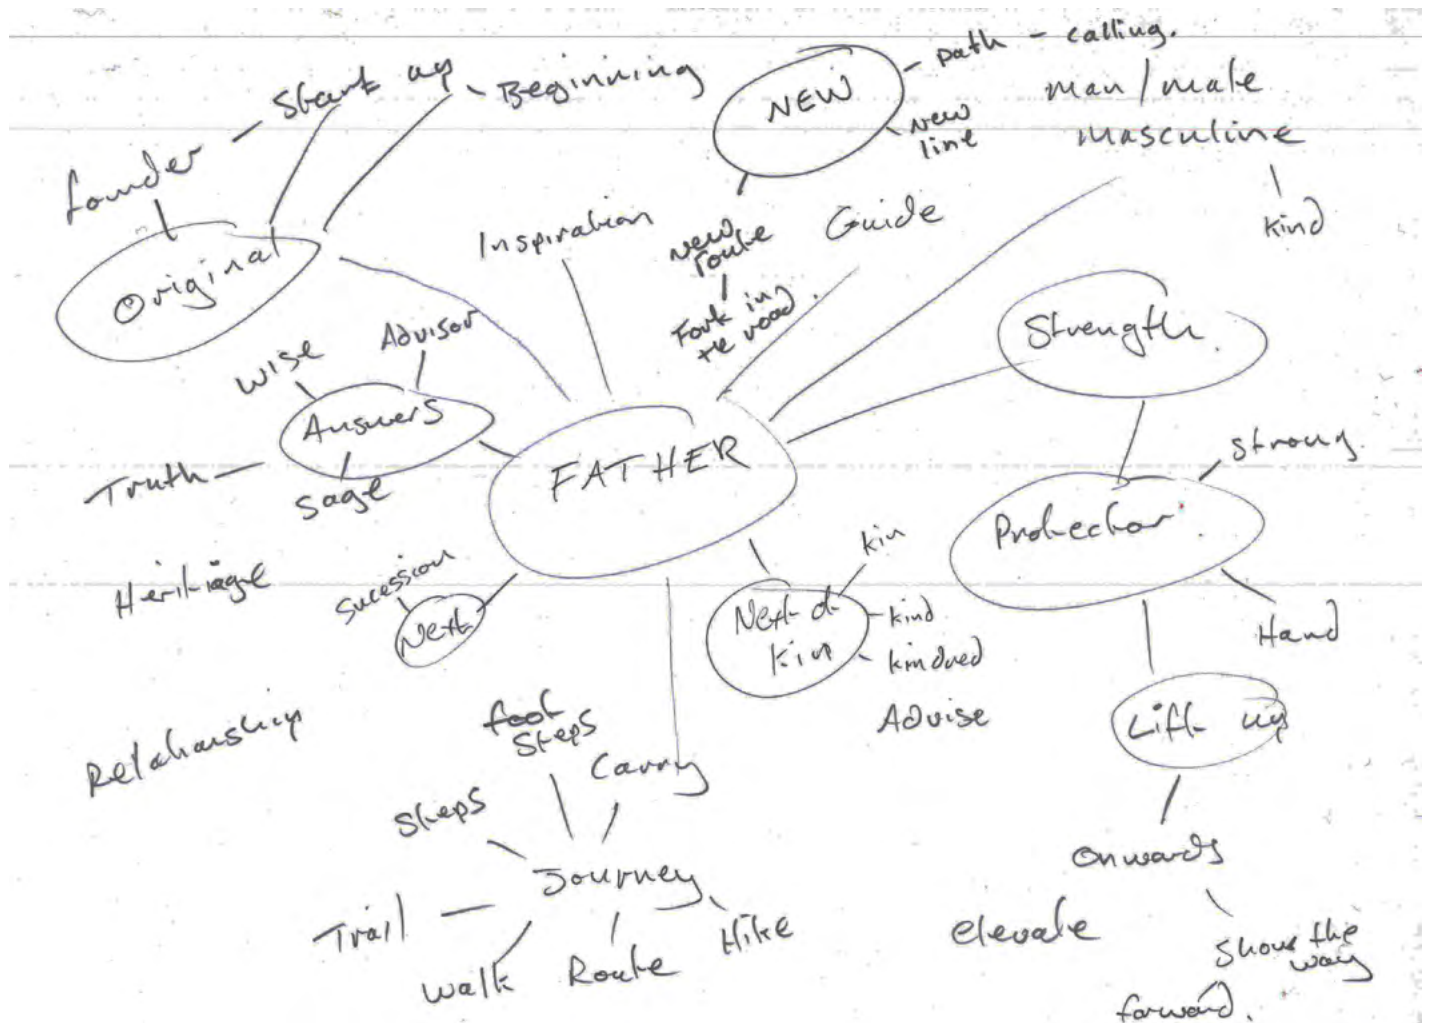 path - calling.
Start up
Beginning
NEW
man / male
masculine
New
line
founder
kind
Original
Inspiration
New
route
Guide
Fork in
the road.
Strength.
Wise
Advisor
Answers
FATHER
Strong
Truth
Sage
Protector
Heritage
Sucession
Next
kin
Next of
kin
kind
kindred
Hand
Advise
Lift up
Relationship
foot
Steps
Carry
Steps
Onwards
Journey
Trail
Hike
elevate
Walk
Route
Show the
way
forward.